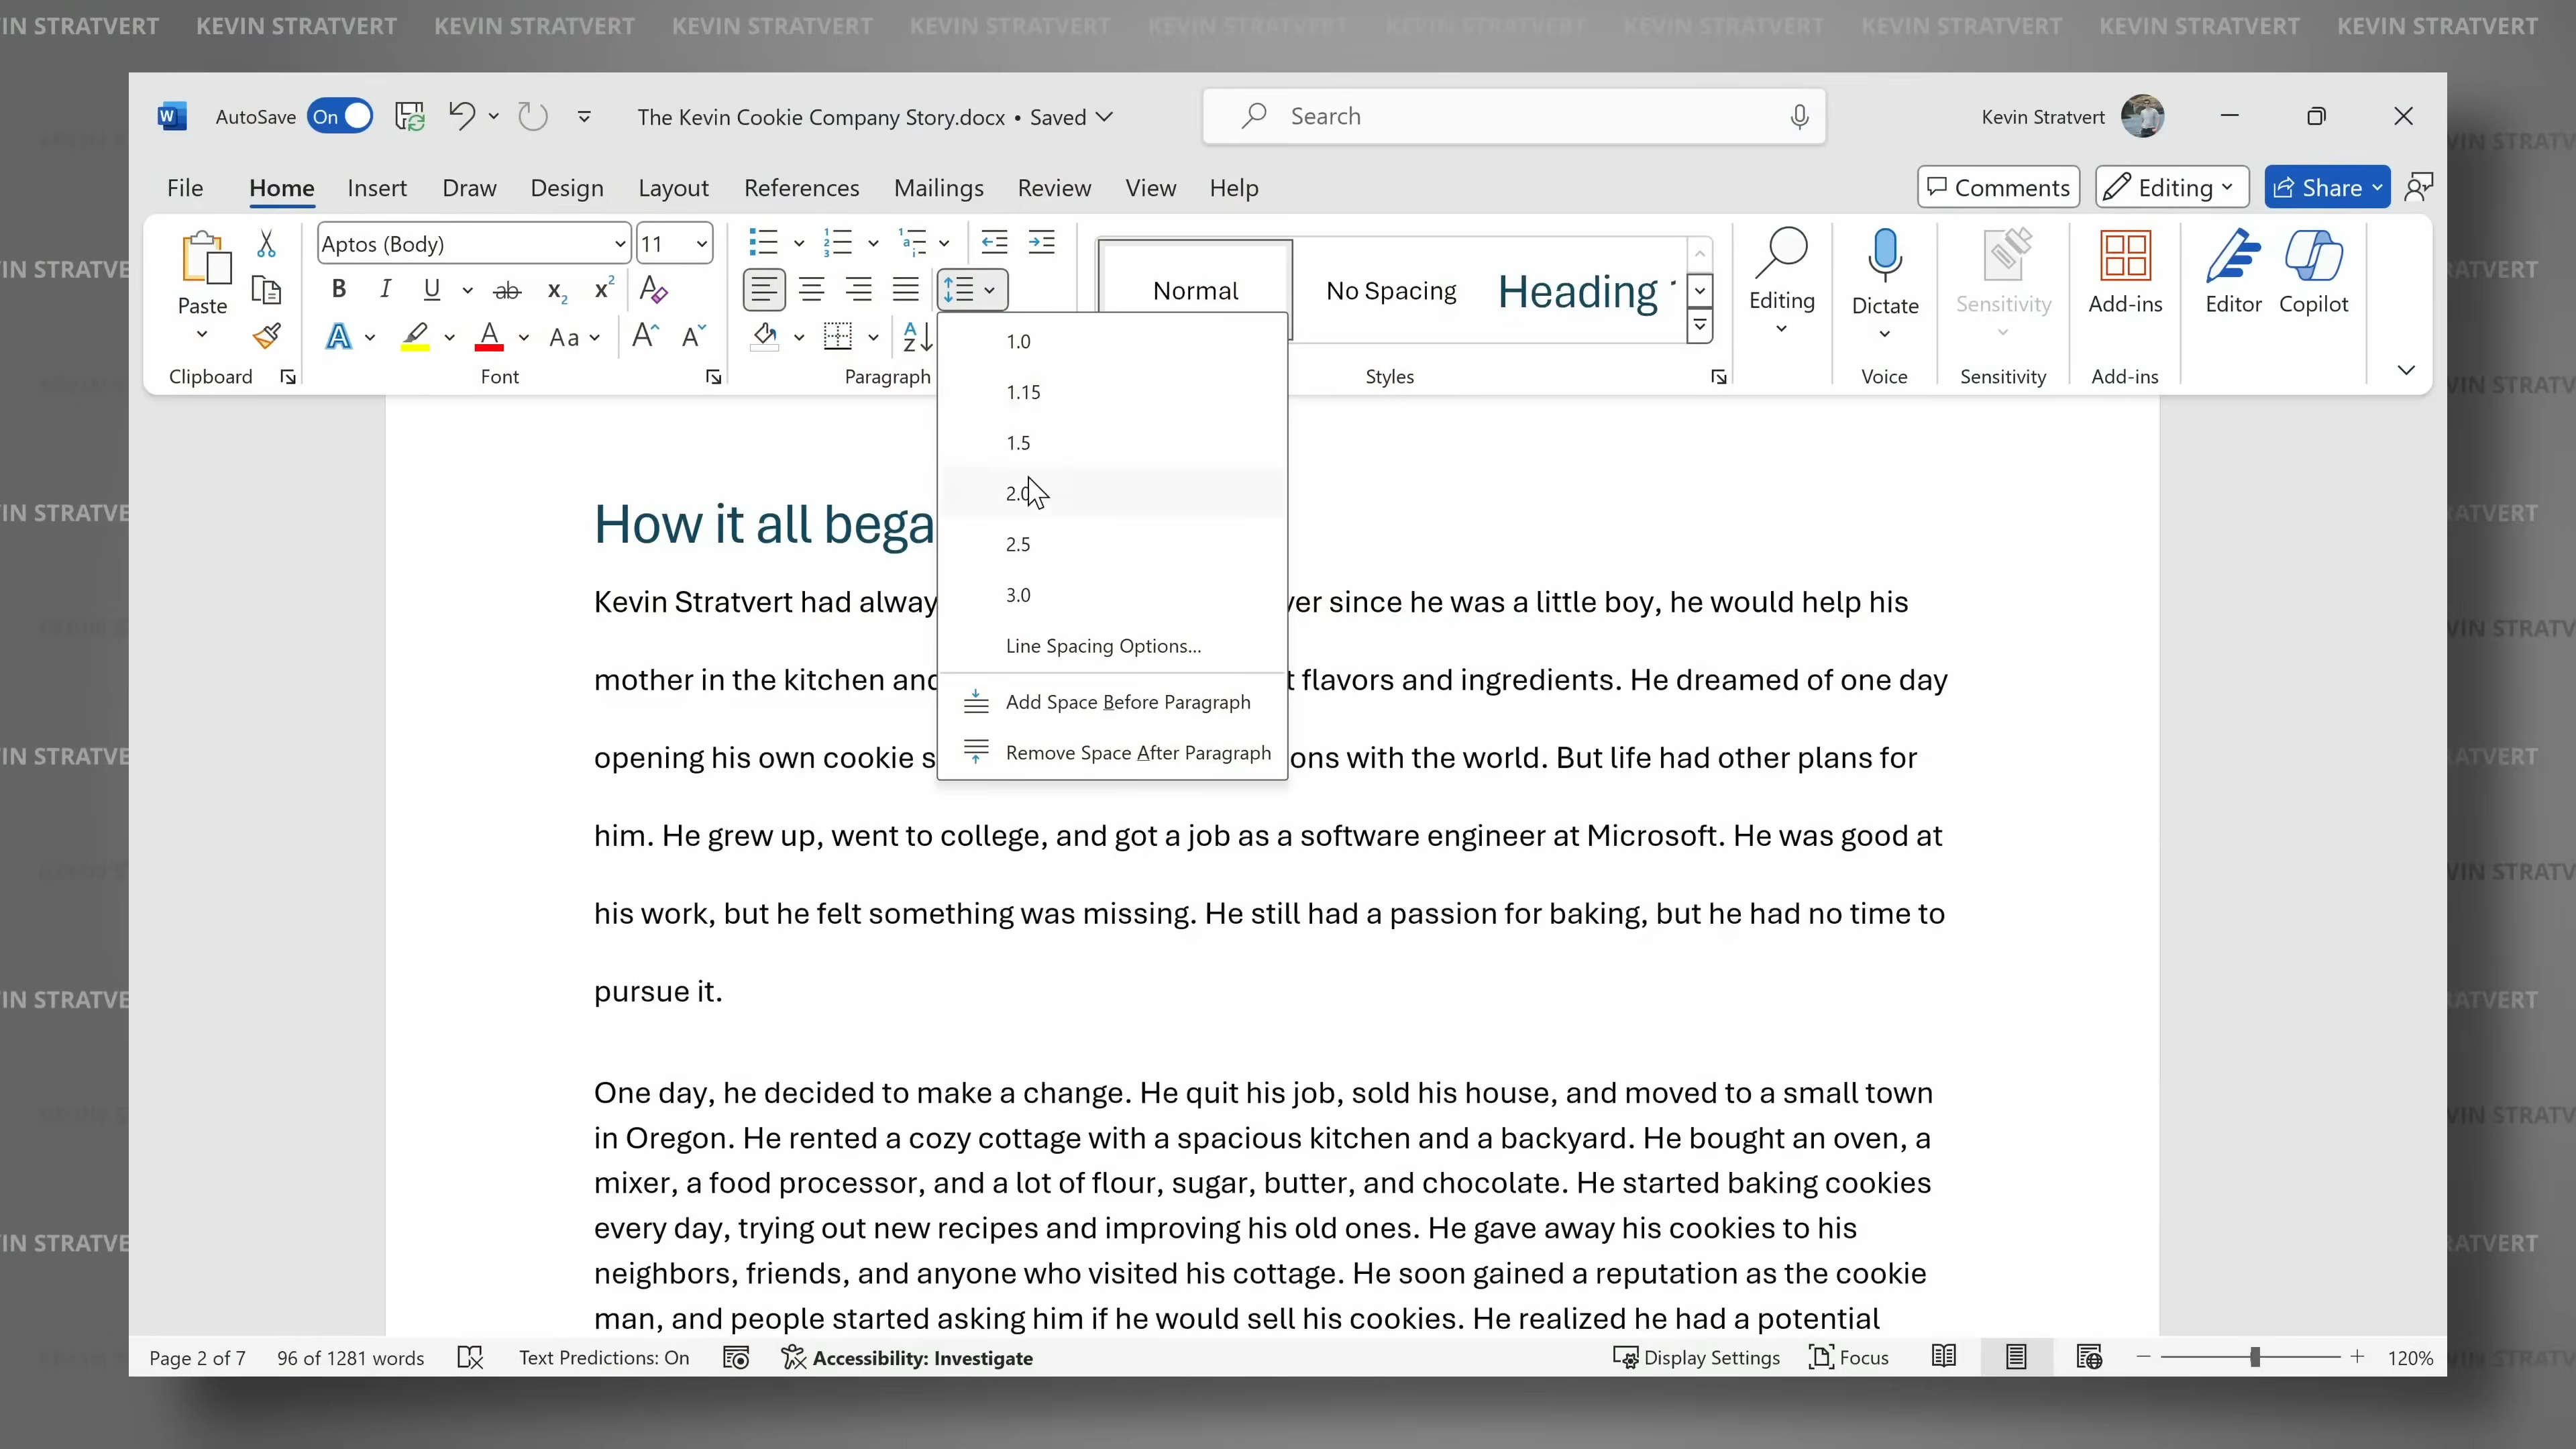 IN STRATVERT KEVIN STRATVERT KEVIN STRATVERT KEVIN STRATVERT KEVIN STRATVERT KEVIN STRATVERT KEVIN STRATVERT KEVIN STRATVERT KEVIN STRATVERT KEVIN STRATVERT KEVIN STRATVERT
AutoSave On The Kevin Cookie Company Story.docx • Saved Search Kevin Stratvert
File Home Insert Draw Design Layout References Mailings Review View Help Comments Editing Share
Paste
Clipboard
Aptos (Body) 11
Font
Paragraph
Normal No Spacing Heading
Styles
Editing
Dictate
Voice
Sensitivity
Sensitivity
Add-ins
Add-ins
Editor Copilot
1.0
1.15
1.5
2.0
2.5
3.0
Line Spacing Options...
Add Space Before Paragraph
Remove Space After Paragraph
How it all bega
Kevin Stratvert had alway ver since he was a little boy, he would help his
mother in the kitchen and t flavors and ingredients. He dreamed of one day
opening his own cookie s ons with the world. But life had other plans for
him. He grew up, went to college, and got a job as a software engineer at Microsoft. He was good at
his work, but he felt something was missing. He still had a passion for baking, but he had no time to
pursue it.
One day, he decided to make a change. He quit his job, sold his house, and moved to a small town
in Oregon. He rented a cozy cottage with a spacious kitchen and a backyard. He bought an oven, a
mixer, a food processor, and a lot of flour, sugar, butter, and chocolate. He started baking cookies
every day, trying out new recipes and improving his old ones. He gave away his cookies to his
neighbors, friends, and anyone who visited his cottage. He soon gained a reputation as the cookie
man, and people started asking him if he would sell his cookies. He realized he had a potential
Page 2 of 7 96 of 1281 words Text Predictions: On Accessibility: Investigate Display Settings Focus 120%